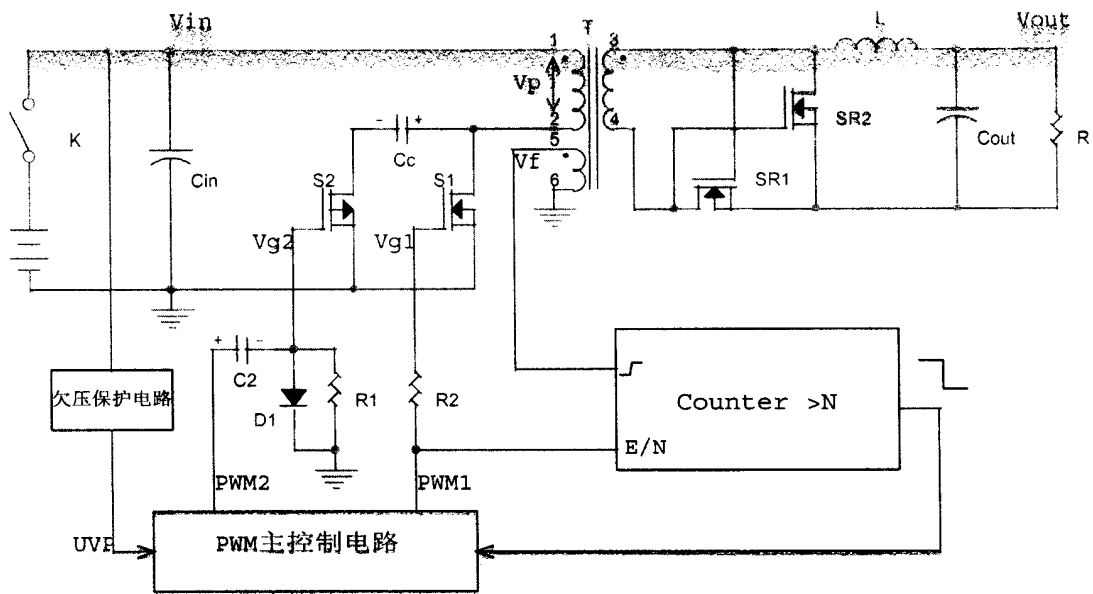 Vin
T
L
Vout
1
3
Vp
2
4
5
K
Cin
- +
Cc
Vf
6
S2
S1
SR2
SR1
Cout
R
Vg2
Vg1
+ -
C2
D1
R1
R2
欠压保护电路
Counter >N
E/N
PWM2
PWM1
UVP
PWM主控制电路